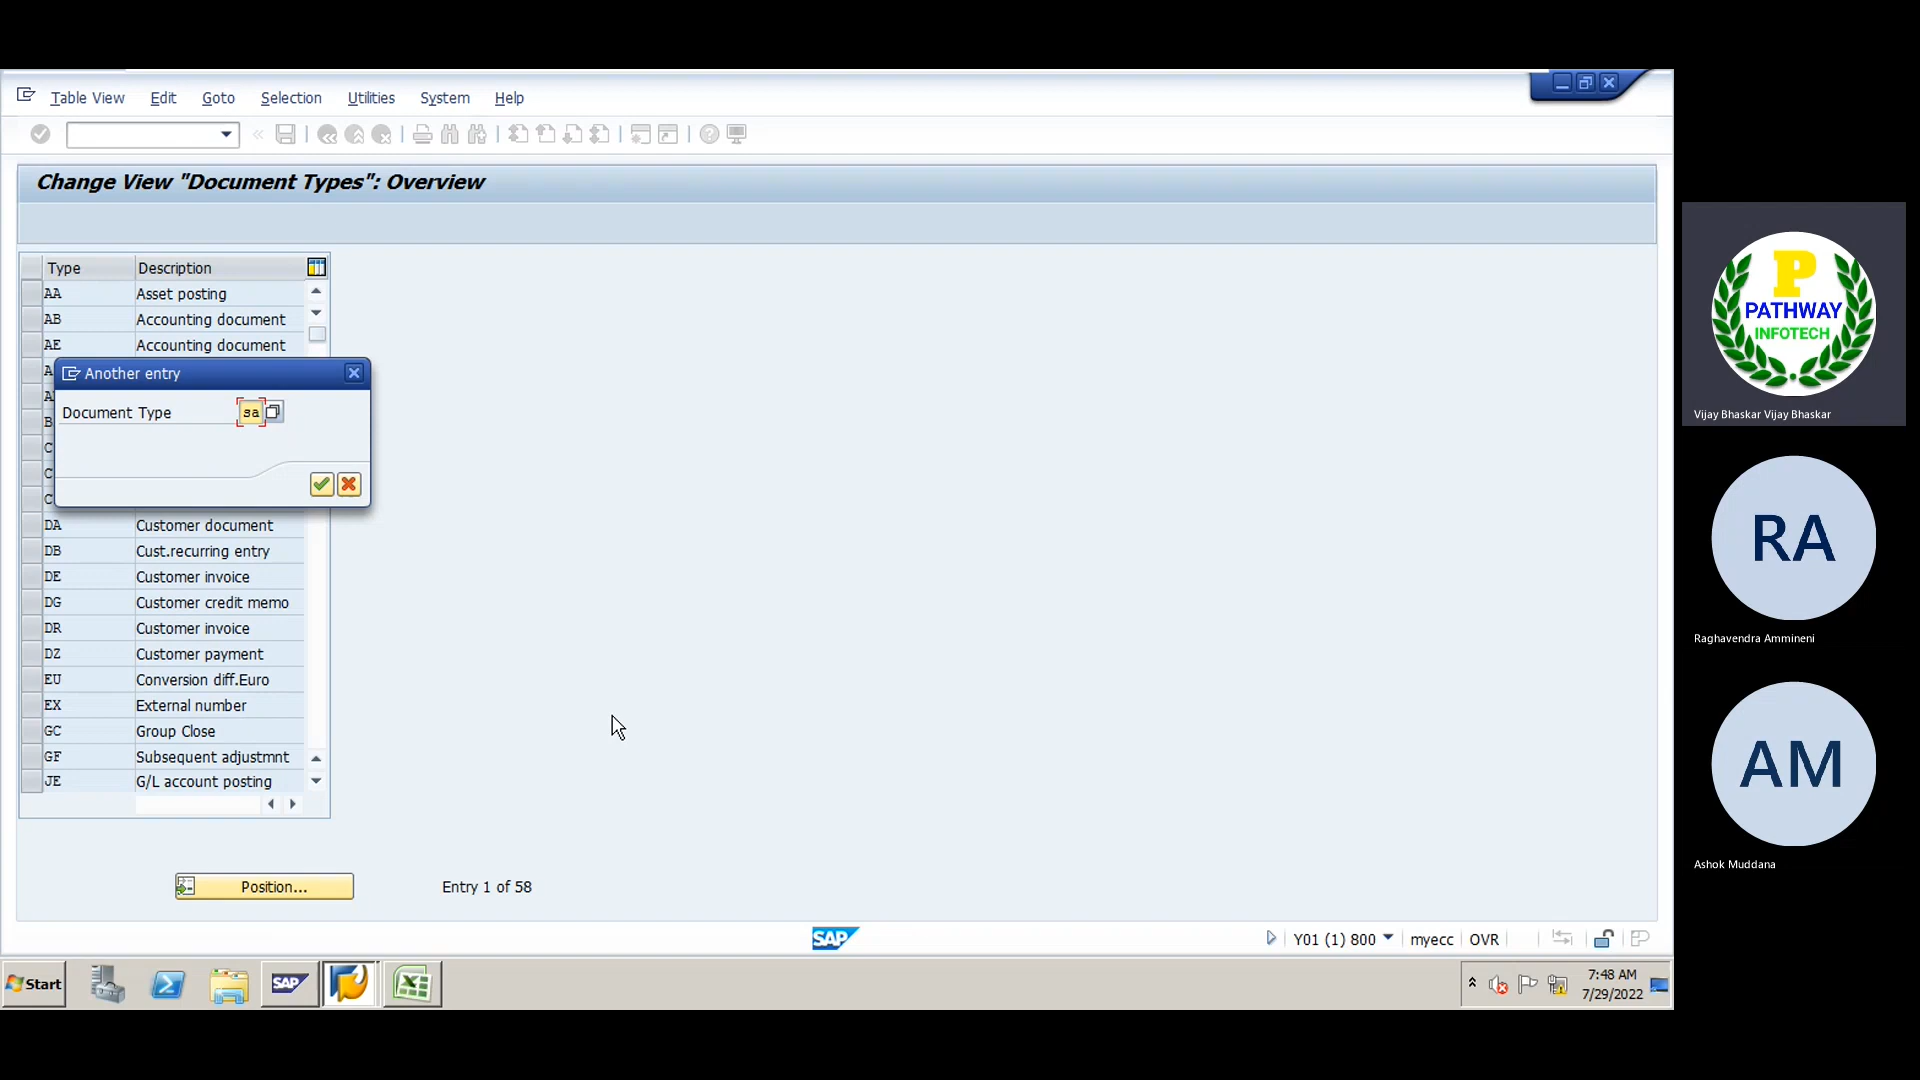 Table View Edit Goto Selection Utilities System Help
Change View "Document Types": Overview
Type Description
AA Asset posting
AB Accounting document
AE Accounting document
Another entry
Document Type sa
DA Customer document
DB Cust.recurring entry
DE Customer invoice
DG Customer credit memo
DR Customer invoice
DZ Customer payment
EU Conversion diff.Euro
EX External number
GC Group Close
GF Subsequent adjustmnt
JE G/L account posting
Position... Entry 1 of 58
SAP Y01 (1) 800 myecc OVR
Start SAP 7:48 AM
7/29/2022
P
PATHWAY
INFOTECH
Vijay Bhaskar Vijay Bhaskar
RA
Raghavendra Ammineni
AM
Ashok Muddana